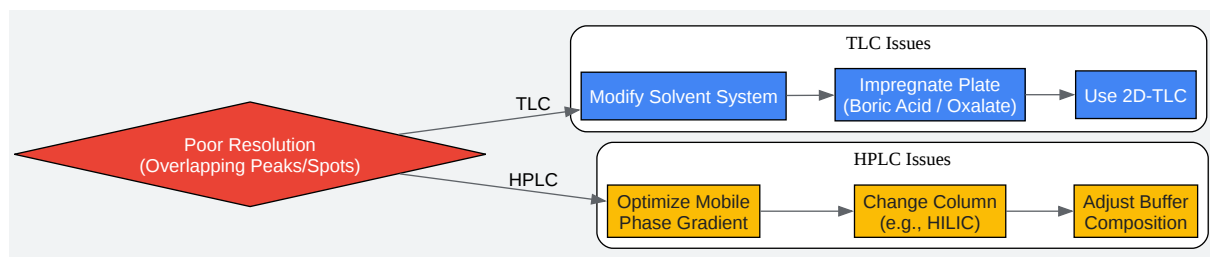 TLC Issues
Modify Solvent System
Impregnate Plate
(Boric Acid / Oxalate)
Use 2D-TLC
TLC
Poor Resolution
(Overlapping Peaks/Spots)
HPLC
HPLC Issues
Optimize Mobile
Phase Gradient
Change Column
(e.g., HILIC)
Adjust Buffer
Composition